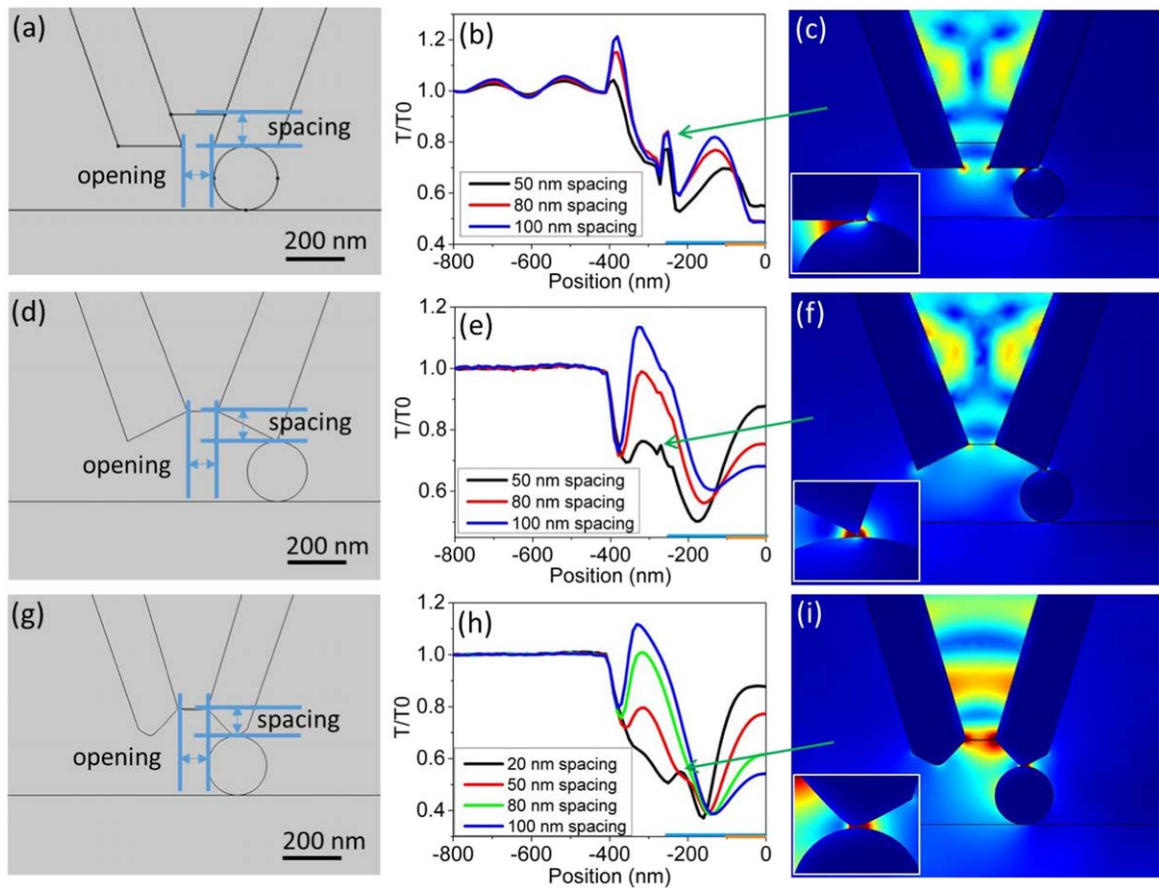 (a)
spacing
opening
200 nm
(b)
T/T0
1.2
1.0
0.8
0.6
0.4
50 nm spacing
80 nm spacing
100 nm spacing
-800 -600 -400 -200 0
Position (nm)
(c)
(d)
spacing
opening
200 nm
(e)
T/T0
1.2
1.0
0.8
0.6
50 nm spacing
80 nm spacing
100 nm spacing
-800 -600 -400 -200 0
Position (nm)
(f)
(g)
spacing
opening
200 nm
(h)
T/T0
1.2
1.0
0.8
0.6
0.4
20 nm spacing
50 nm spacing
80 nm spacing
100 nm spacing
-800 -600 -400 -200 0
Position (nm)
(i)